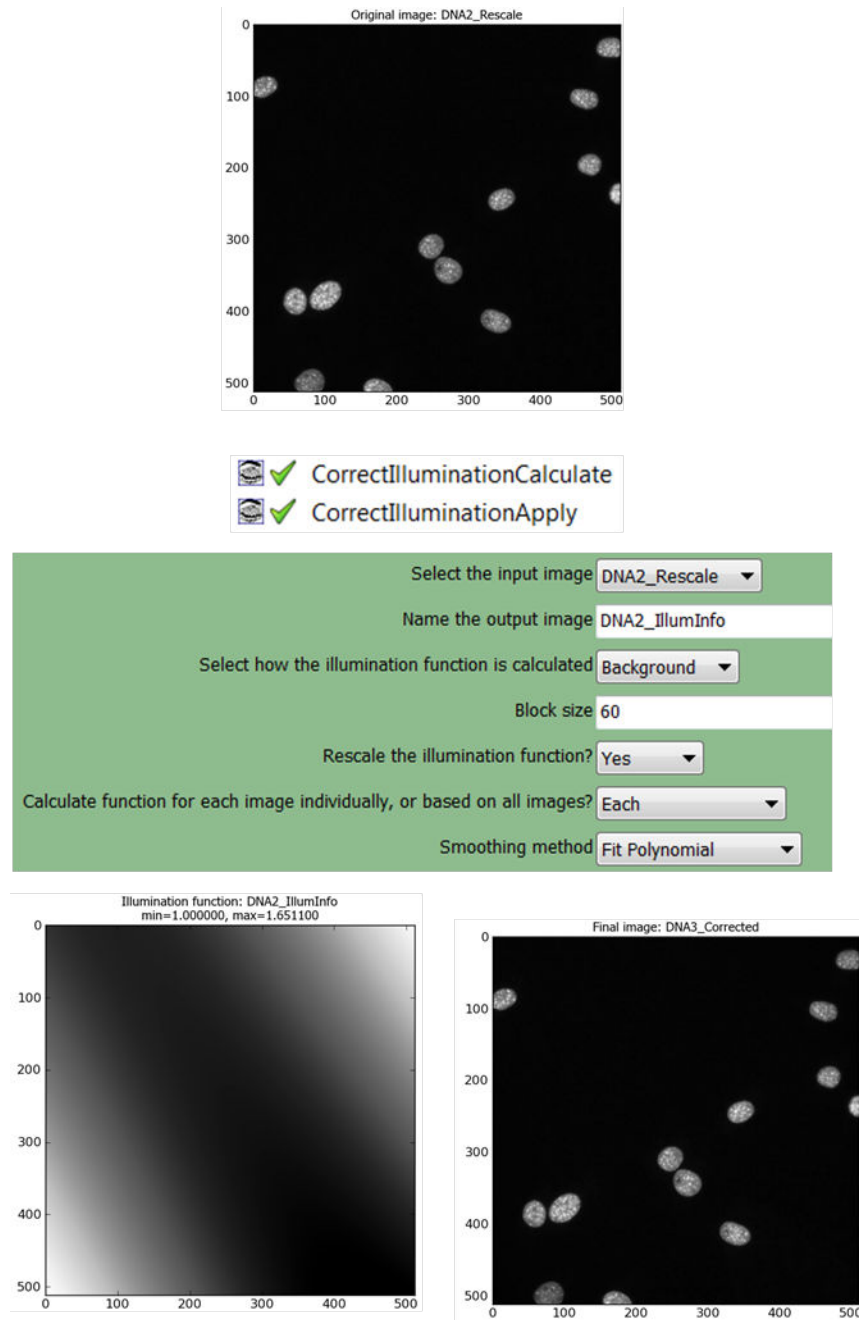 Original image: DNA2_Rescale
0
100
200
300
400
500
0 100 200 300 400 500
CorrectIlluminationCalculate
CorrectIlluminationApply
Select the input image DNA2_Rescale
Name the output image DNA2_IllumInfo
Select how the illumination function is calculated Background
Block size 60
Rescale the illumination function? Yes
Calculate function for each image individually, or based on all images? Each
Smoothing method Fit Polynomial
Illumination function: DNA2_IllumInfo
min=1.000000, max=1.651100
0
100
200
300
400
500
0 100 200 300 400 500
Final image: DNA3_Corrected
0
100
200
300
400
500
0 100 200 300 400 500